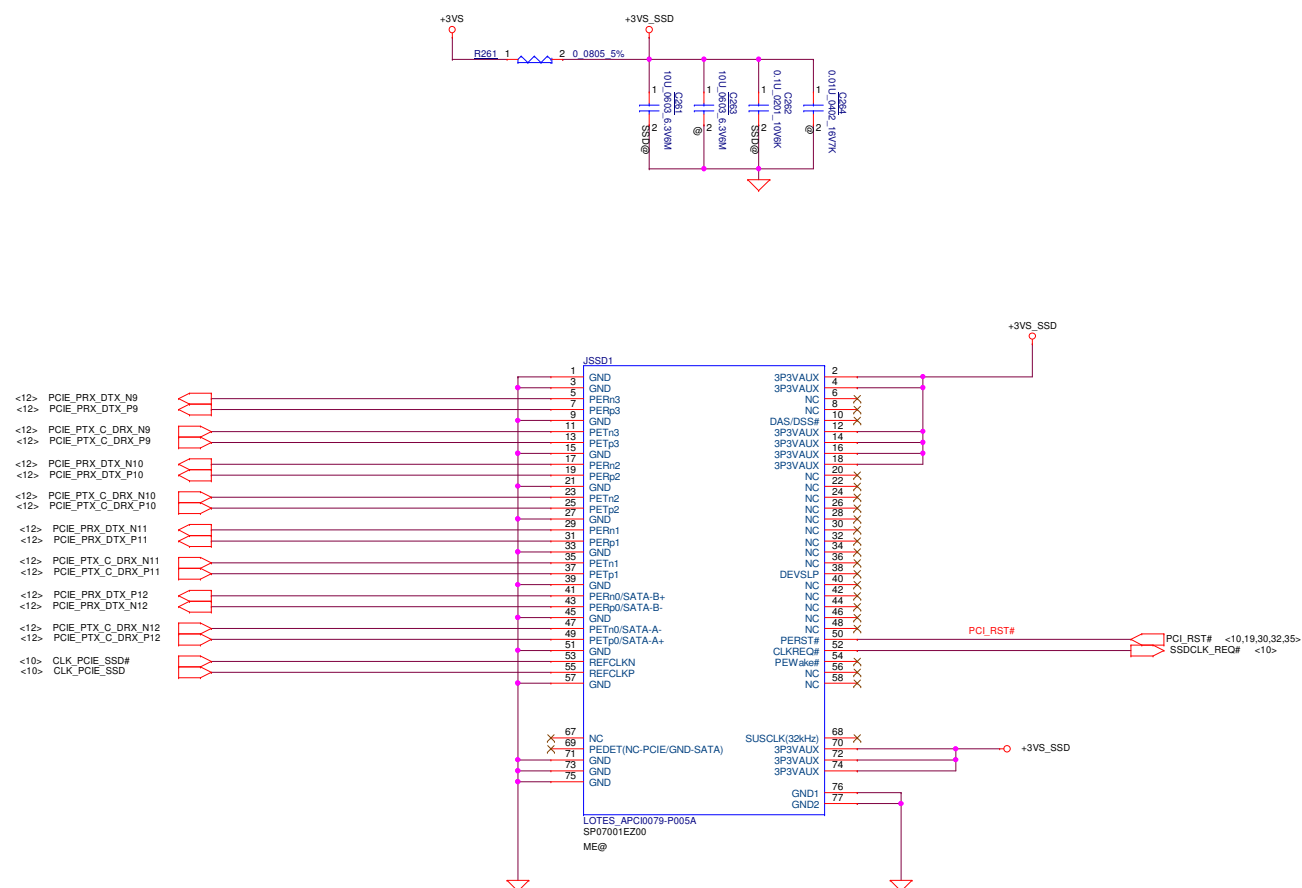 +3VS
+3VS_SSD
R261 1 2 0_0805_5%
1 2 C261 10U_0603_6.3V6M SSD@
1 2 C263 10U_0603_6.3V6M @
1 2 C262 0.1U_0201_10V6K SSD@
1 2 C264 0.01U_0402_16V7K @
+3VS_SSD
JSSD1
1 GND 3P3VAUX 2
3 GND 3P3VAUX 4
<12> PCIE_PRX_DTX_N9 5 PERn3 NC 6
<12> PCIE_PRX_DTX_P9 7 PERp3 NC 8
9 GND DAS/DSS# 10
<12> PCIE_PTX_C_DRX_N9 11 PETn3 3P3VAUX 12
<12> PCIE_PTX_C_DRX_P9 13 PETp3 3P3VAUX 14
15 GND 3P3VAUX 16
<12> PCIE_PRX_DTX_N10 17 PERn2 3P3VAUX 18
<12> PCIE_PRX_DTX_P10 19 PERp2 NC 20
21 GND NC 22
<12> PCIE_PTX_C_DRX_N10 23 PETn2 NC 24
<12> PCIE_PTX_C_DRX_P10 25 PETp2 NC 26
27 GND NC 28
<12> PCIE_PRX_DTX_N11 29 PERn1 NC 30
<12> PCIE_PRX_DTX_P11 31 PERp1 NC 32
33 GND NC 34
<12> PCIE_PTX_C_DRX_N11 35 PETn1 NC 36
<12> PCIE_PTX_C_DRX_P11 37 PETp1 DEVSLP 38
39 GND NC 40
<12> PCIE_PRX_DTX_P12 41 PERn0/SATA-B+ NC 42
<12> PCIE_PRX_DTX_N12 43 PERp0/SATA-B- NC 44
45 GND NC 46
<12> PCIE_PTX_C_DRX_N12 47 PETn0/SATA-A- NC 48
<12> PCIE_PTX_C_DRX_P12 49 PETp0/SATA-A+ PERST# 50 PCI_RST# PCI_RST# <10,19,30,32,35>
51 GND CLKREQ# 52 SSDCLK_REQ# <10>
<10> CLK_PCIE_SSD# 53 REFCLKN PEWake# 54
<10> CLK_PCIE_SSD 55 REFCLKP NC 56
57 GND NC 58
67 NC SUSCLK(32kHz) 68
69 PEDET(NC-PCIE/GND-SATA) 3P3VAUX 70 +3VS_SSD
71 GND 3P3VAUX 72
73 GND 3P3VAUX 74
75 GND
GND1 76
GND2 77
LOTES_APCI0079-P005A
SP07001EZ00
ME@